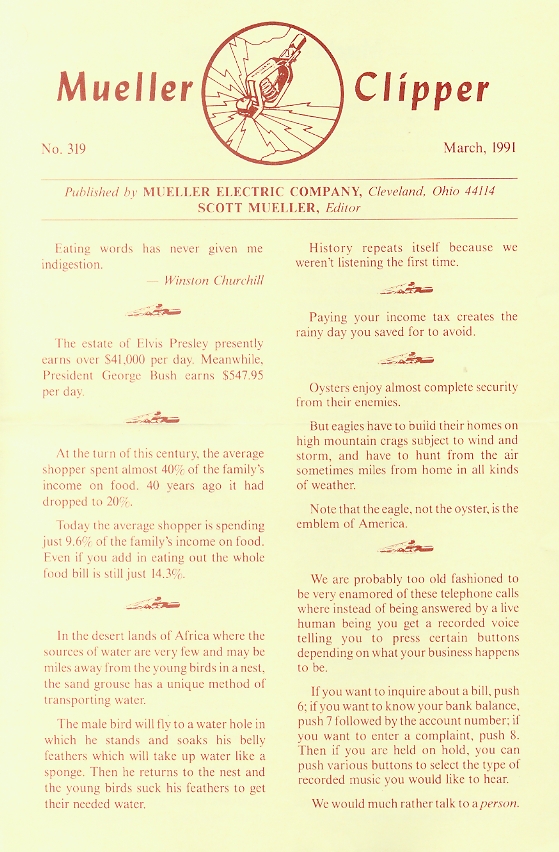 Mueller Clipper
No. 319
March, 1991
Published by MUELLER ELECTRIC COMPANY, Cleveland, Ohio 44114
SCOTT MUELLER, Editor
Eating words has never given me
indigestion.
— Winston Churchill
The estate of Elvis Presley presently
earns over $41,000 per day. Meanwhile,
President George Bush earns $547.95
per day.
At the turn of this century, the average
shopper spent almost 40% of the family's
income on food. 40 years ago it had
dropped to 20%.
Today the average shopper is spending
just 9.6% of the family's income on food.
Even if you add in eating out the whole
food bill is still just 14.3%.
In the desert lands of Africa where the
sources of water are very few and may be
miles away from the young birds in a nest,
the sand grouse has a unique method of
transporting water.
The male bird will fly to a water hole in
which he stands and soaks his belly
feathers which will take up water like a
sponge. Then he returns to the nest and
the young birds suck his feathers to get
their needed water.
History repeats itself because we
weren't listening the first time.
Paying your income tax creates the
rainy day you saved for to avoid.
Oysters enjoy almost complete security
from their enemies.
But eagles have to build their homes on
high mountain crags subject to wind and
storm, and have to hunt from the air
sometimes miles from home in all kinds
of weather.
Note that the eagle, not the oyster, is the
emblem of America.
We are probably too old fashioned to
be very enamored of these telephone calls
where instead of being answered by a live
human being you get a recorded voice
telling you to press certain buttons
depending on what your business happens
to be.
If you want to inquire about a bill, push
6; if you want to know your bank balance,
push 7 followed by the account number; if
you want to enter a complaint, push 8.
Then if you are held on hold, you can
push various buttons to select the type of
recorded music you would like to hear.
We would much rather talk to a person.